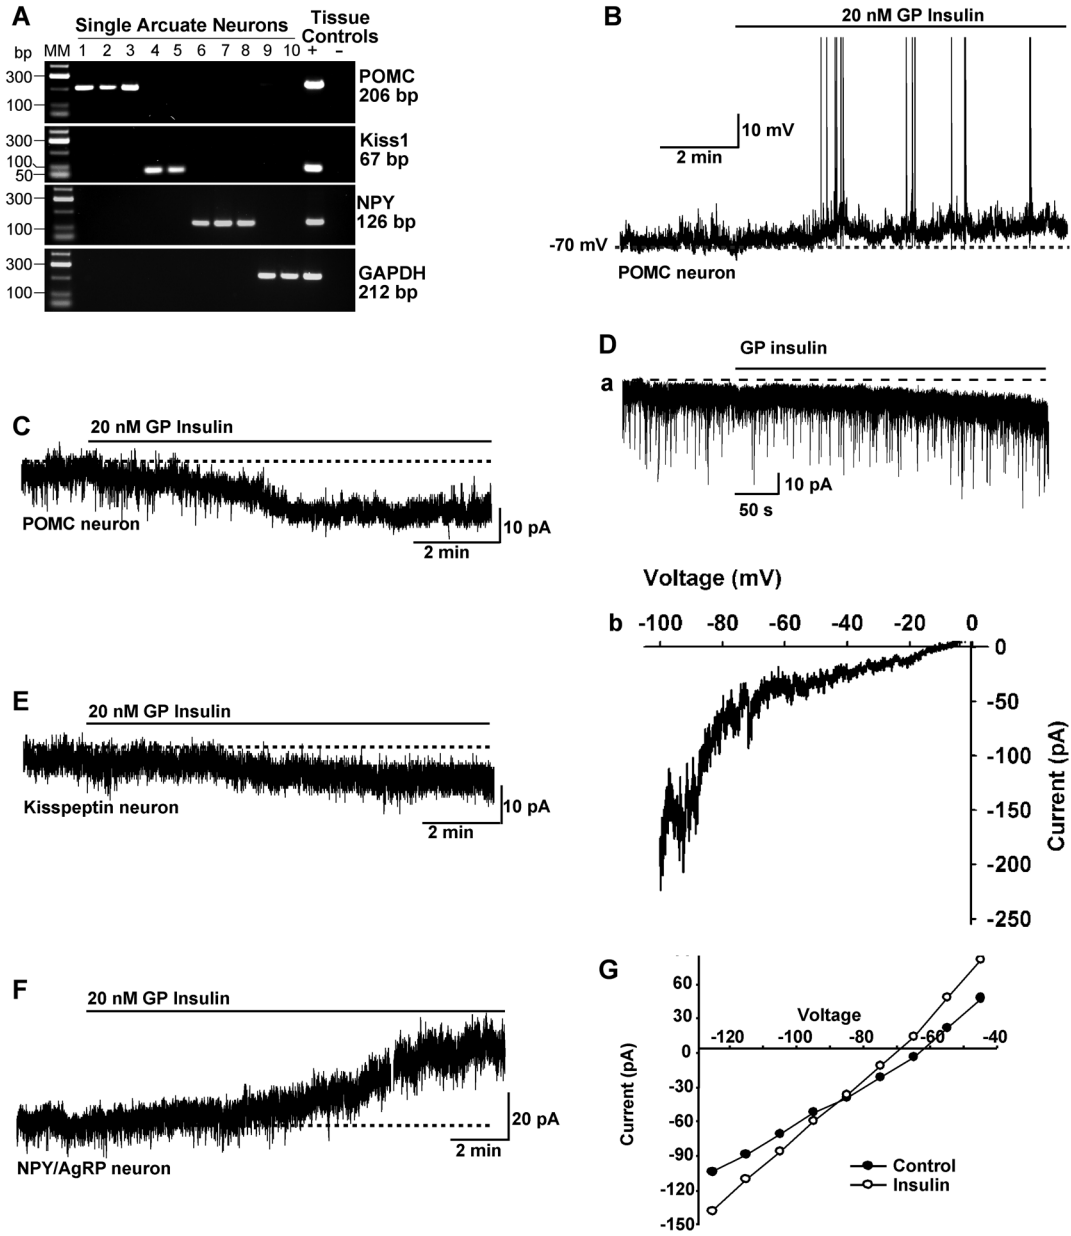 A
Single Arcuate Neurons
Tissue
Controls
bp MM 1 2 3 4 5 6 7 8 9 10 + -
300
100
POMC
206 bp
300
100
50
Kiss1
67 bp
300
100
NPY
126 bp
300
100
GAPDH
212 bp
B
20 nM GP Insulin
10 mV
2 min
-70 mV
POMC neuron
C
20 nM GP Insulin
POMC neuron
10 pA
2 min
D
GP insulin
a
10 pA
50 s
Voltage (mV)
b -100 -80 -60 -40 -20 0
0
-50
-100
-150
-200
-250
Current (pA)
E
20 nM GP Insulin
Kisspeptin neuron
10 pA
2 min
F
20 nM GP Insulin
20 pA
2 min
NPY/AgRP neuron
G
Voltage
-120 -100 -80 -60 -40
60
30
0
-30
-60
-90
-120
-150
Current (pA)
Control
Insulin